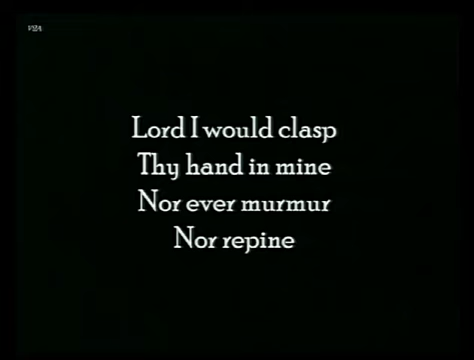 Lord I would clasp
Thy hand in mine
Nor ever murmur
Nor repine